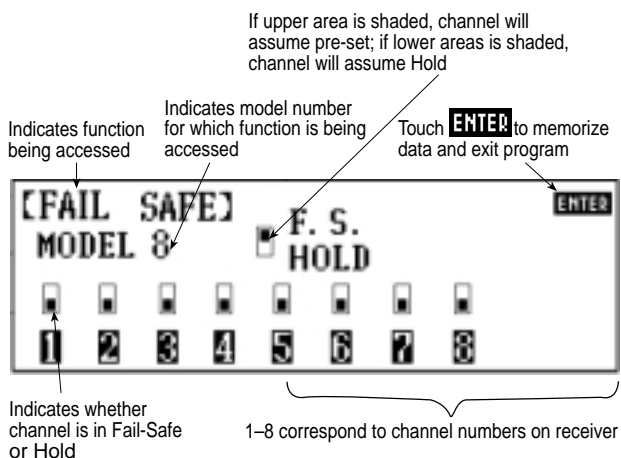 If upper area is shaded, channel will
assume pre-set; if lower areas is shaded,
channel will assume Hold
Indicates function
being accessed
Indicates model number
for which function is being
accessed
Touch ENTER to memorize
data and exit program
[FAIL SAFE]
MODEL 8
F. S.
HOLD
ENTER
1 2 3 4 5 6 7 8
Indicates whether
channel is in Fail-Safe
or Hold
1–8 correspond to channel numbers on receiver